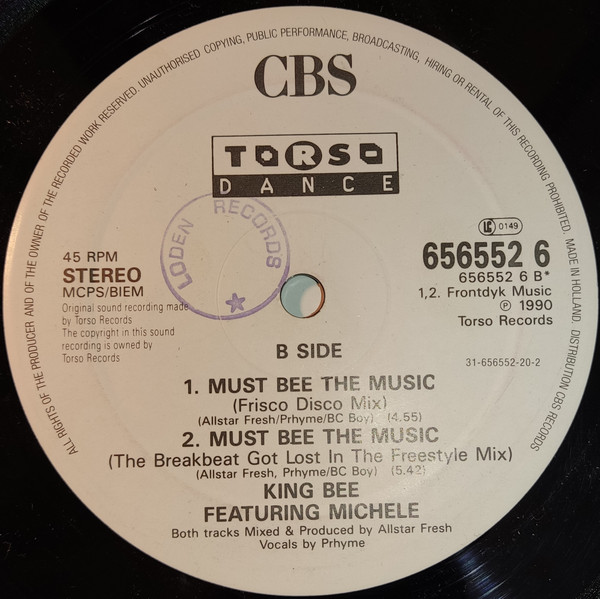 ALL RIGHTS OF THE PRODUCER AND OF THE OWNER OF THE RECORDED WORK RESERVED. UNAUTHORISED COPYING, PUBLIC PERFORMANCE, BROADCASTING, HIRING OR RENTAL OF THIS RECORDING PROHIBITED. MADE IN HOLLAND. DISTRIBUTION CBS RECORDS
CBS
TORSO
DANCE
LODEN RECORDS
LC 0149
45 RPM
STEREO
MCPS/BIEM
Original sound recording made
by Torso Records
The copyright in this sound
recording is owned by
Torso Records
656552 6
656552 6 B*
1,2. Frontdyk Music
℗ 1990
Torso Records
31-656552-20-2
B SIDE
1. MUST BEE THE MUSIC
(Frisco Disco Mix)
(Allstar Fresh/Prhyme/BC Boy) (4.55)
2. MUST BEE THE MUSIC
(The Breakbeat Got Lost In The Freestyle Mix)
(Allstar Fresh, Prhyme/BC Boy) (5.42)
KING BEE
FEATURING MICHELE
Both tracks Mixed & Produced by Allstar Fresh
Vocals by Prhyme